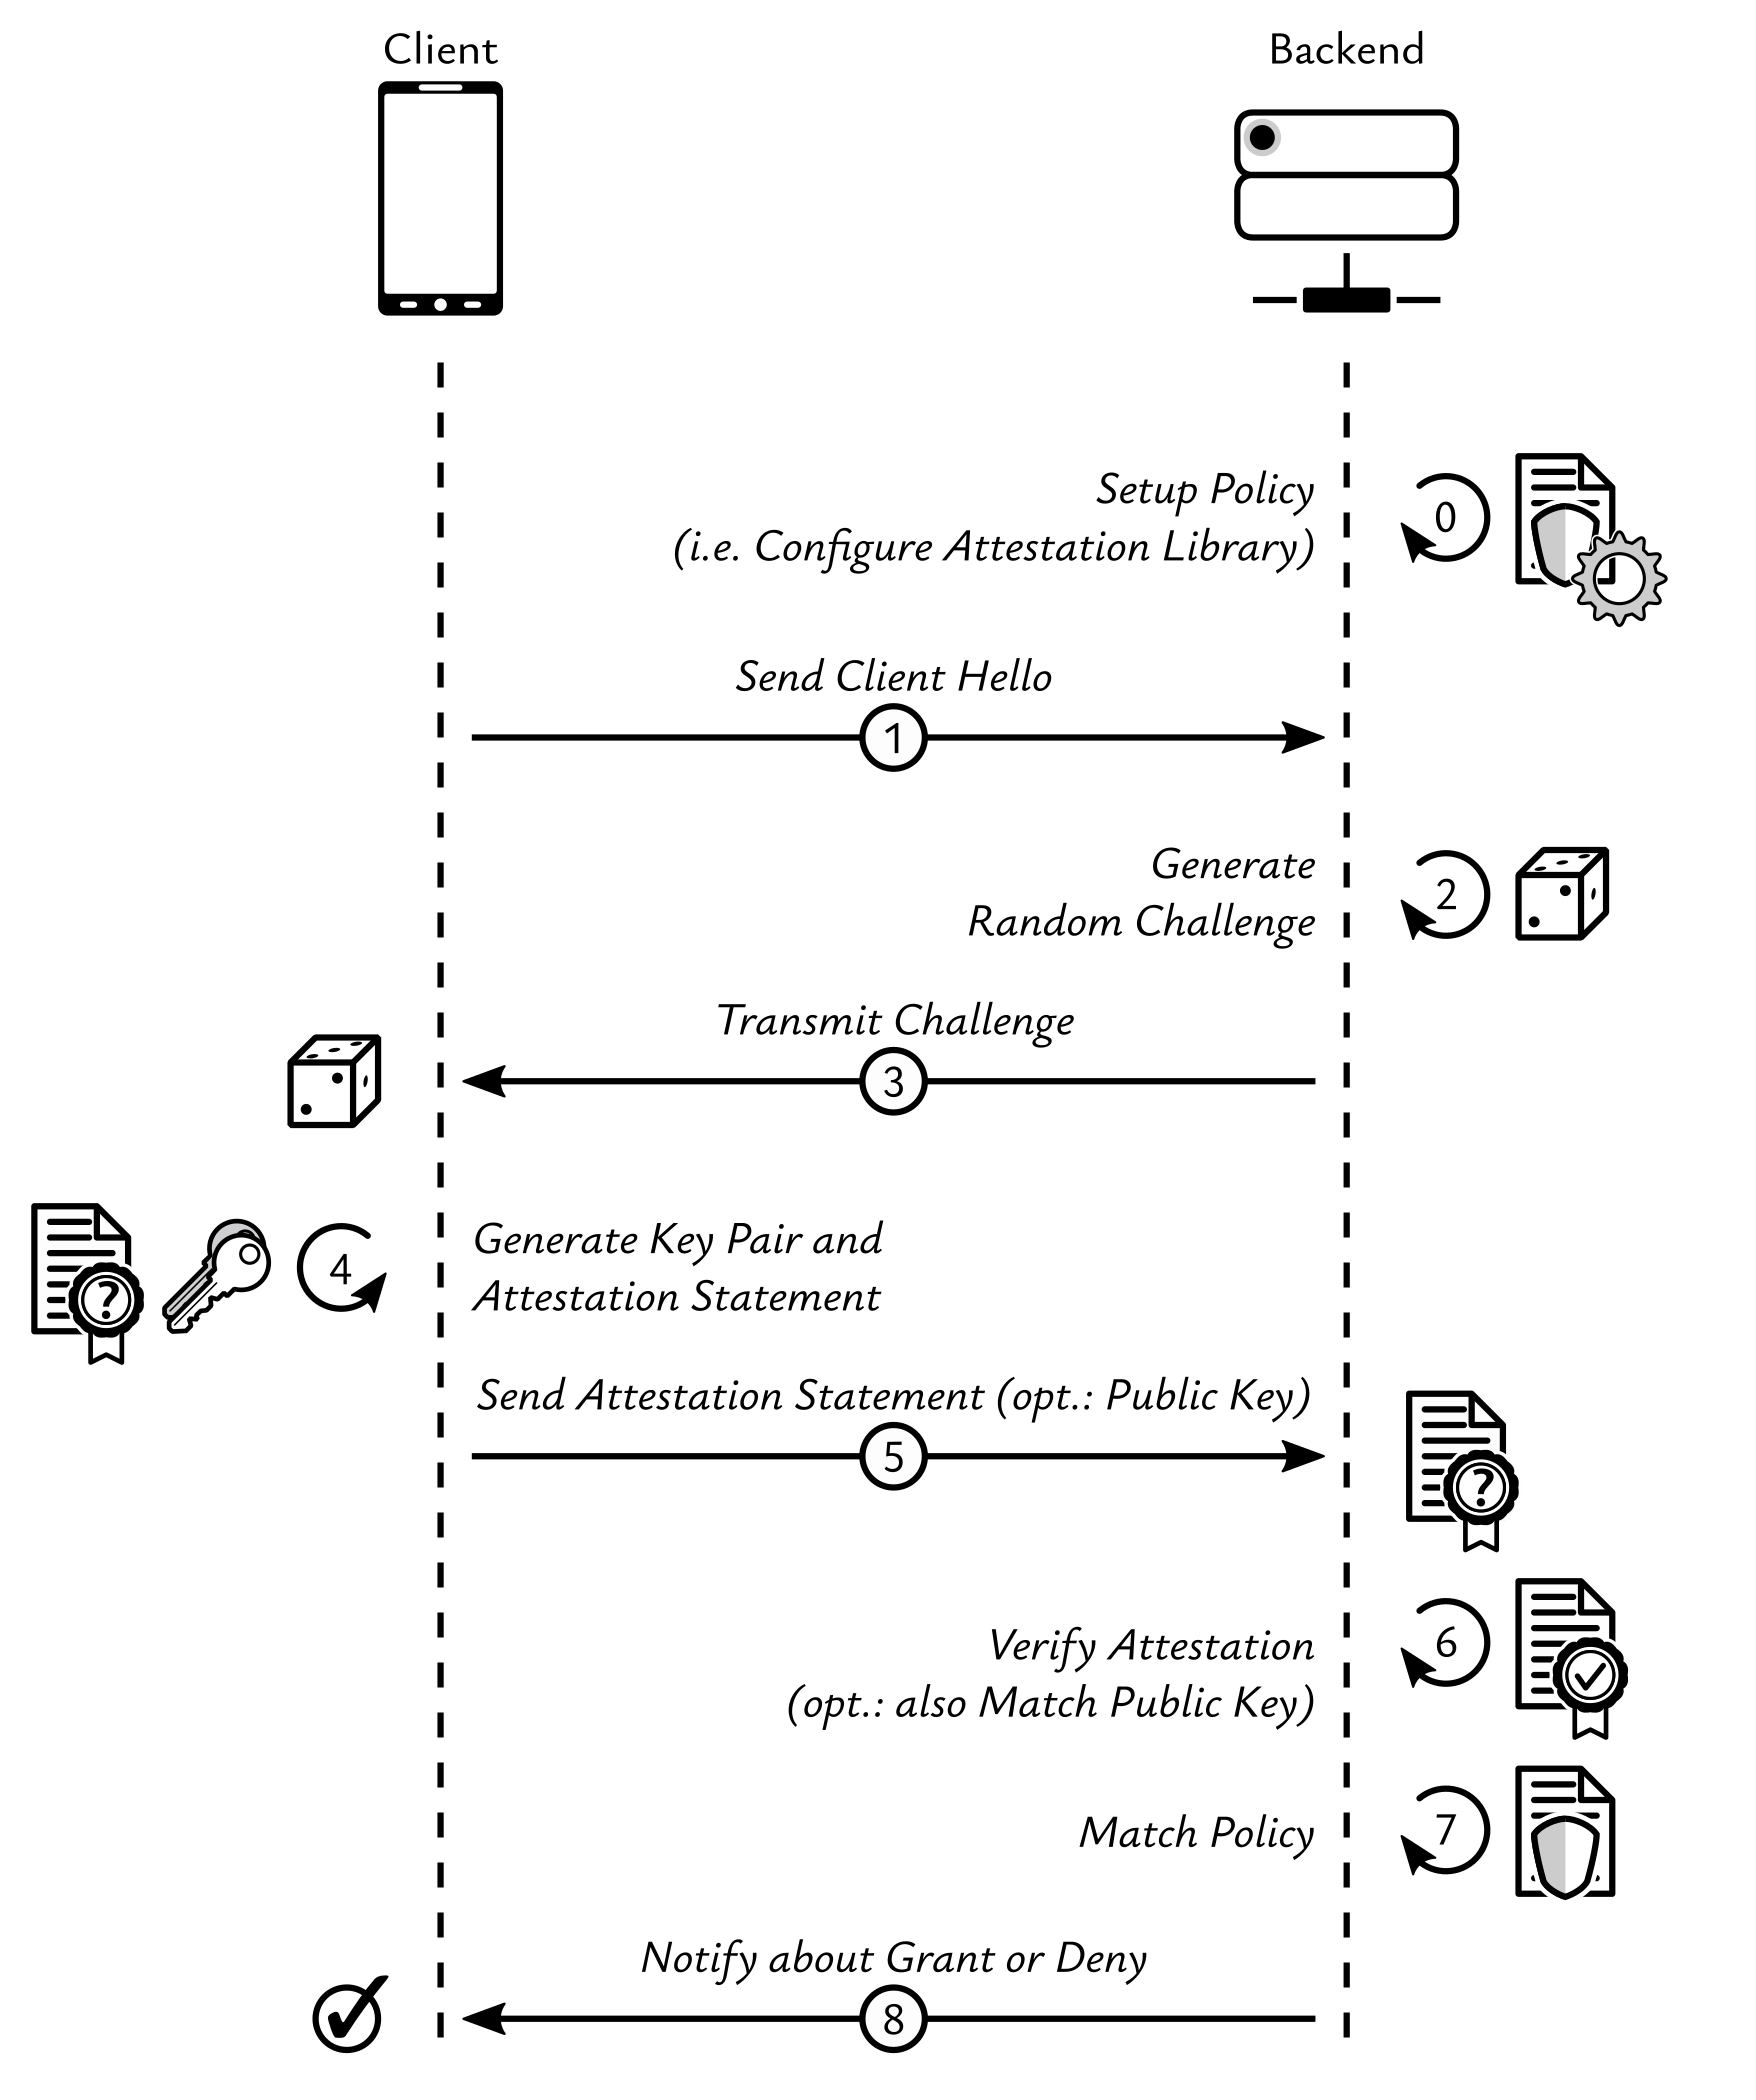 Client
Backend
Setup Policy
(i.e. Configure Attestation Library)
0
Send Client Hello
1
Generate
Random Challenge
2
Transmit Challenge
3
4
Generate Key Pair and
Attestation Statement
?
Send Attestation Statement (opt.: Public Key)
5
?
Verify Attestation
(opt.: also Match Public Key)
6
Match Policy
7
Notify about Grant or Deny
8